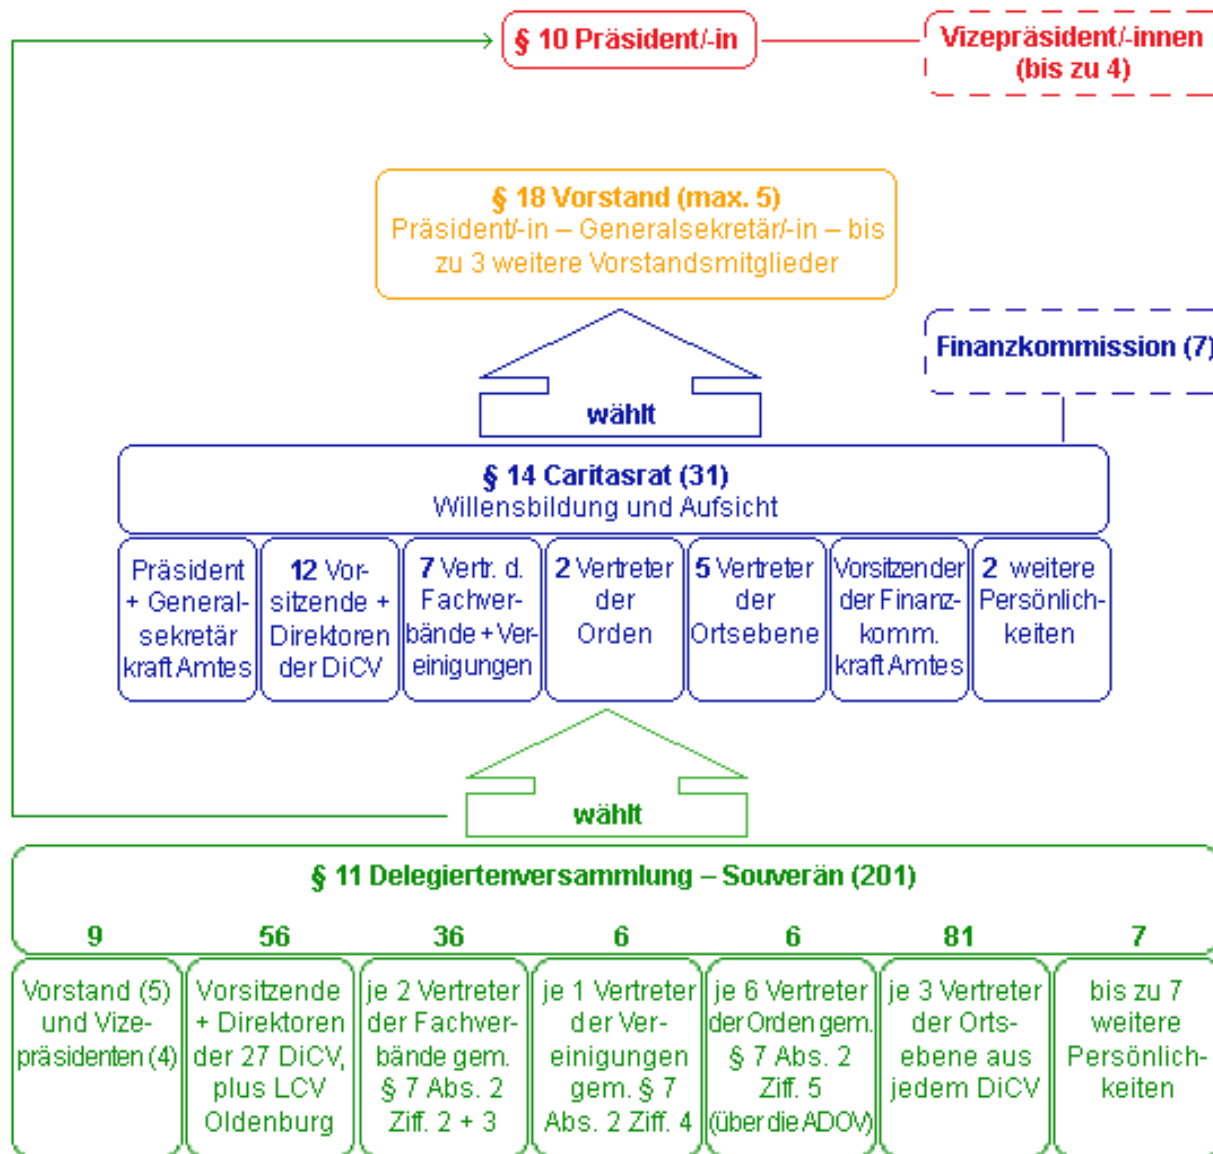 § 10 Präsident/-in
Vizepräsident/-innen
(bis zu 4)
§ 18 Vorstand (max. 5)
Präsident/-in – Generalsekretär/-in – bis
zu 3 weitere Vorstandsmitglieder
Finanzkommission (7)
wählt
§ 14 Caritasrat (31)
Willensbildung und Aufsicht
Präsident
+ General-
sekretär
kraft Amtes
12 Vor-
sitzende +
Direktoren
der DiCV
7 Vertr. d.
Fachver-
bände + Ver-
einigungen
2 Vertreter
der
Orden
5 Vertreter
der
Ortsebene
Vorsitzender
der Finanz-
komm.
kraft Amtes
2 weitere
Persönlich-
keiten
wählt
§ 11 Delegiertenversammlung – Souverän (201)
9
56
36
6
6
81
7
Vorstand (5)
und Vize-
präsidenten (4)
Vorsitzende
+ Direktoren
der 27 DiCV,
plus LCV
Oldenburg
je 2 Vertreter
der Fachver-
bände gem.
§ 7 Abs. 2
Ziff. 2 + 3
je 1 Vertreter
der Ver-
einigungen
gem. § 7
Abs. 2 Ziff. 4
je 6 Vertreter
der Orden gem.
§ 7 Abs. 2
Ziff. 5
(über die ADOV)
je 3 Vertreter
der Orts-
ebene aus
jedem DiCV
bis zu 7
weitere
Persönlich-
keiten